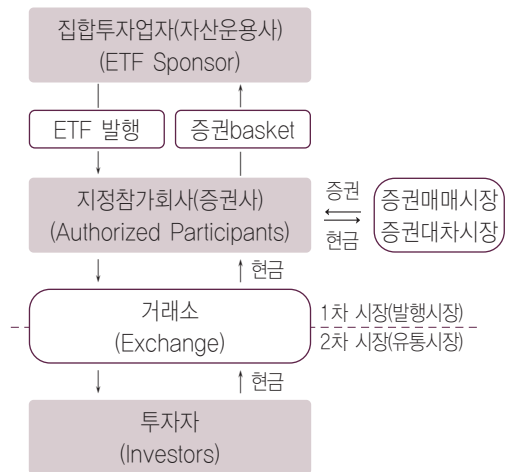 집합투자업자(자산운용사)
(ETF Sponsor)
ETF 발행
증권basket
지정참가회사(증권사)
(Authorized Participants)
증권
현금
증권매매시장
증권대차시장
현금
거래소
(Exchange)
1차 시장(발행시장)
2차 시장(유통시장)
현금
투자자
(Investors)